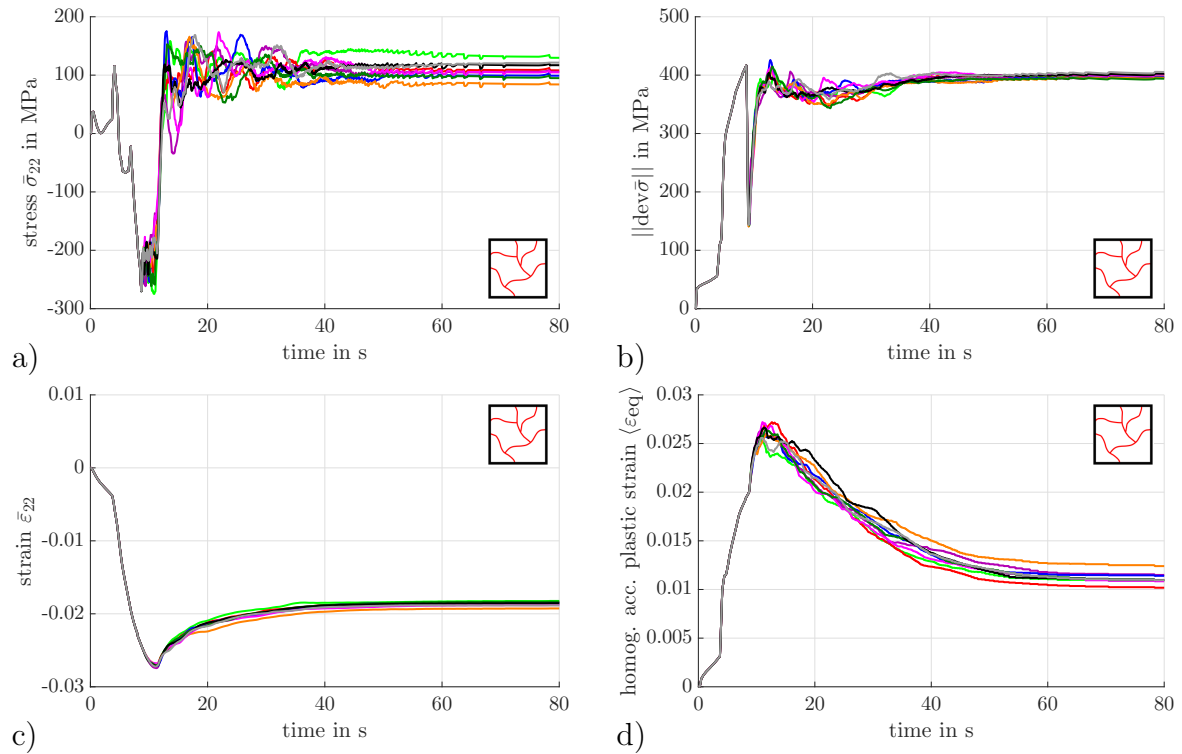 200
100
0
-100
-200
-300
stress σ̄₂₂ in MPa
0 20 40 60 80
time in s
a)
500
400
300
200
100
0
||devσ̄|| in MPa
0 20 40 60 80
time in s
b)
0.01
0
-0.01
-0.02
-0.03
strain ε̄₂₂
0 20 40 60 80
time in s
c)
0.03
0.025
0.02
0.015
0.01
0.005
0
homog. acc. plastic strain ⟨εeq⟩
0 20 40 60 80
time in s
d)